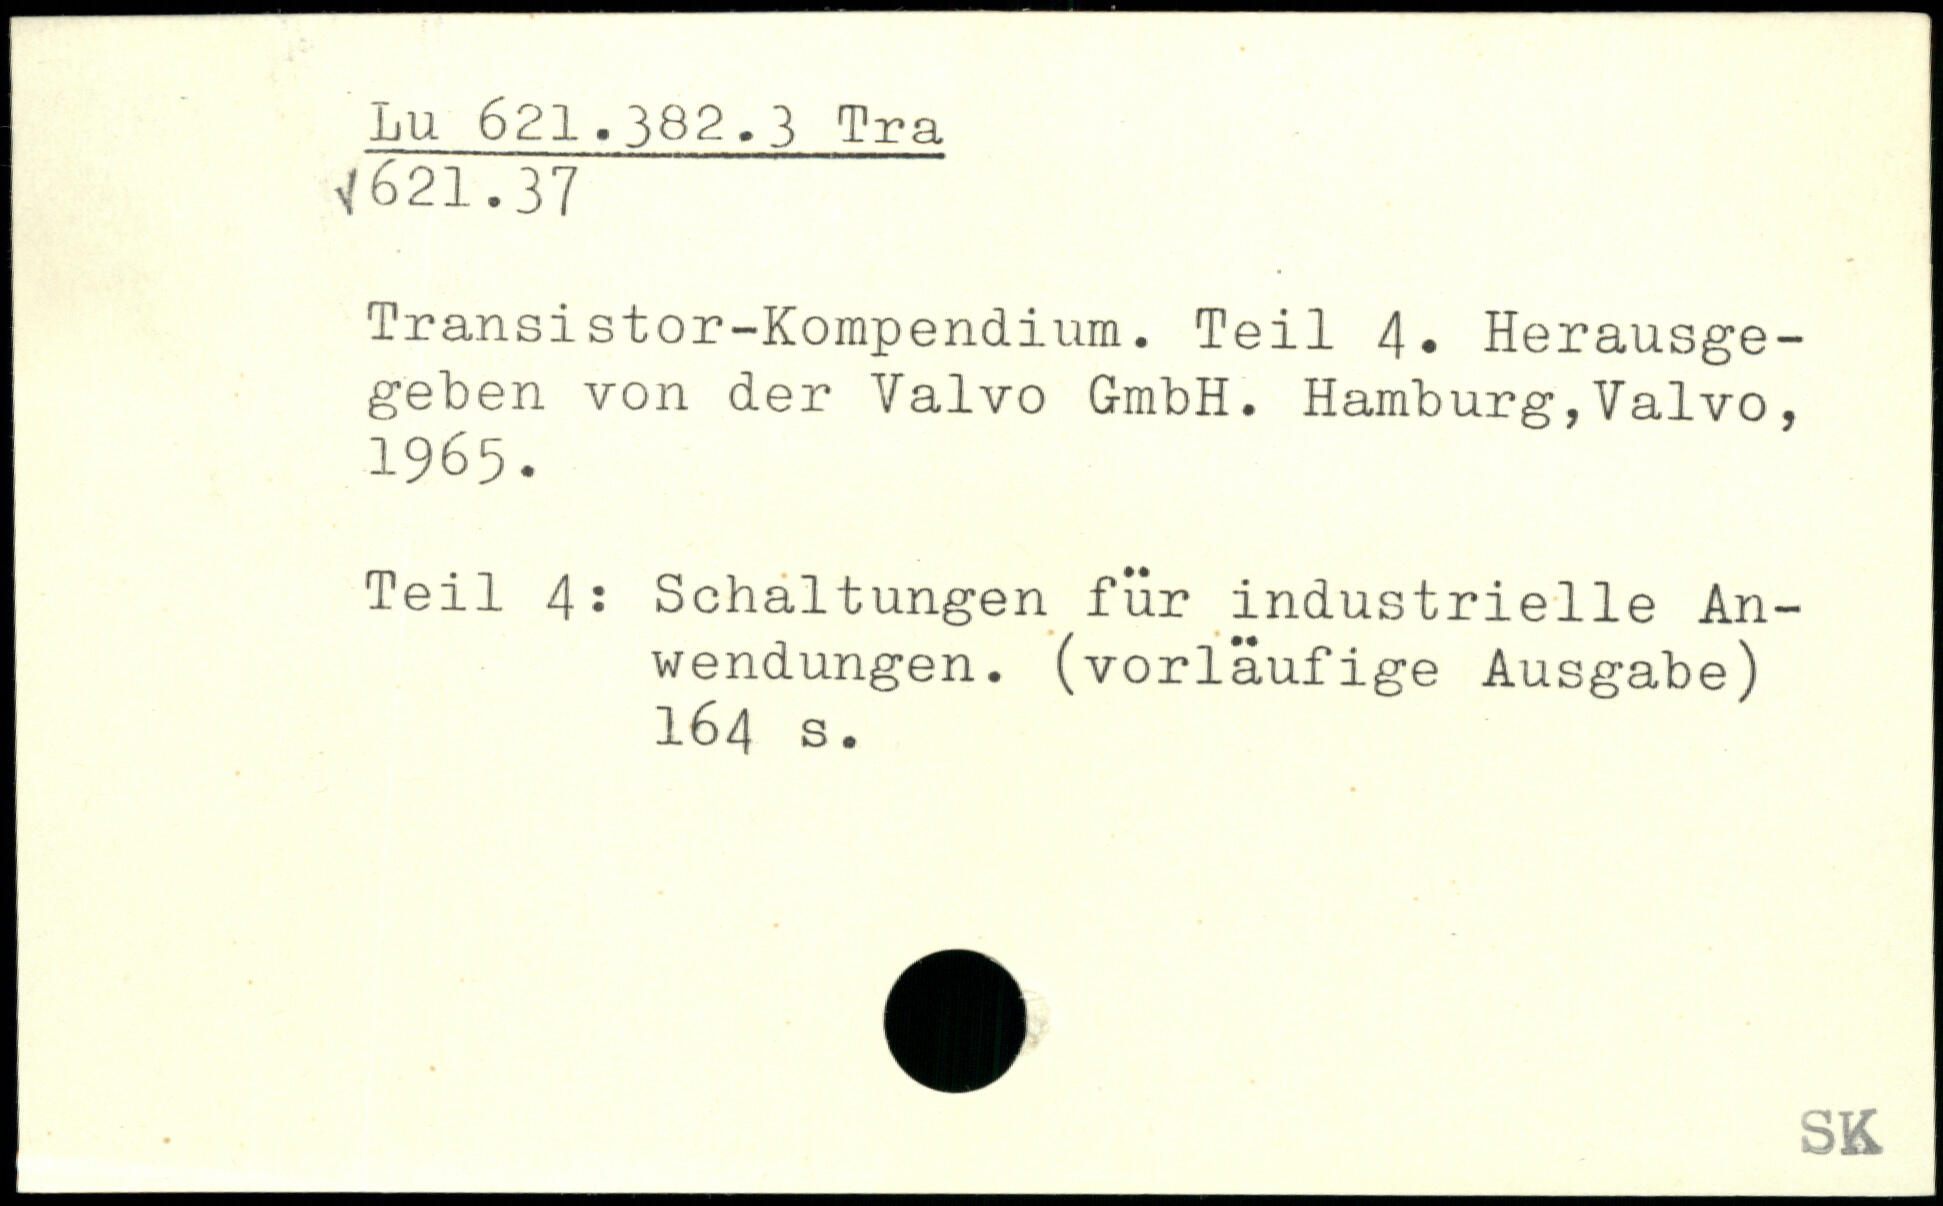 Lu 621.382.3 Tra
√621.37
Transistor-Kompendium. Teil 4. Herausge-
geben von der Valvo GmbH. Hamburg,Valvo,
1965.
Teil 4: Schaltungen für industrielle An-
wendungen. (vorläufige Ausgabe)
164 s.
SK